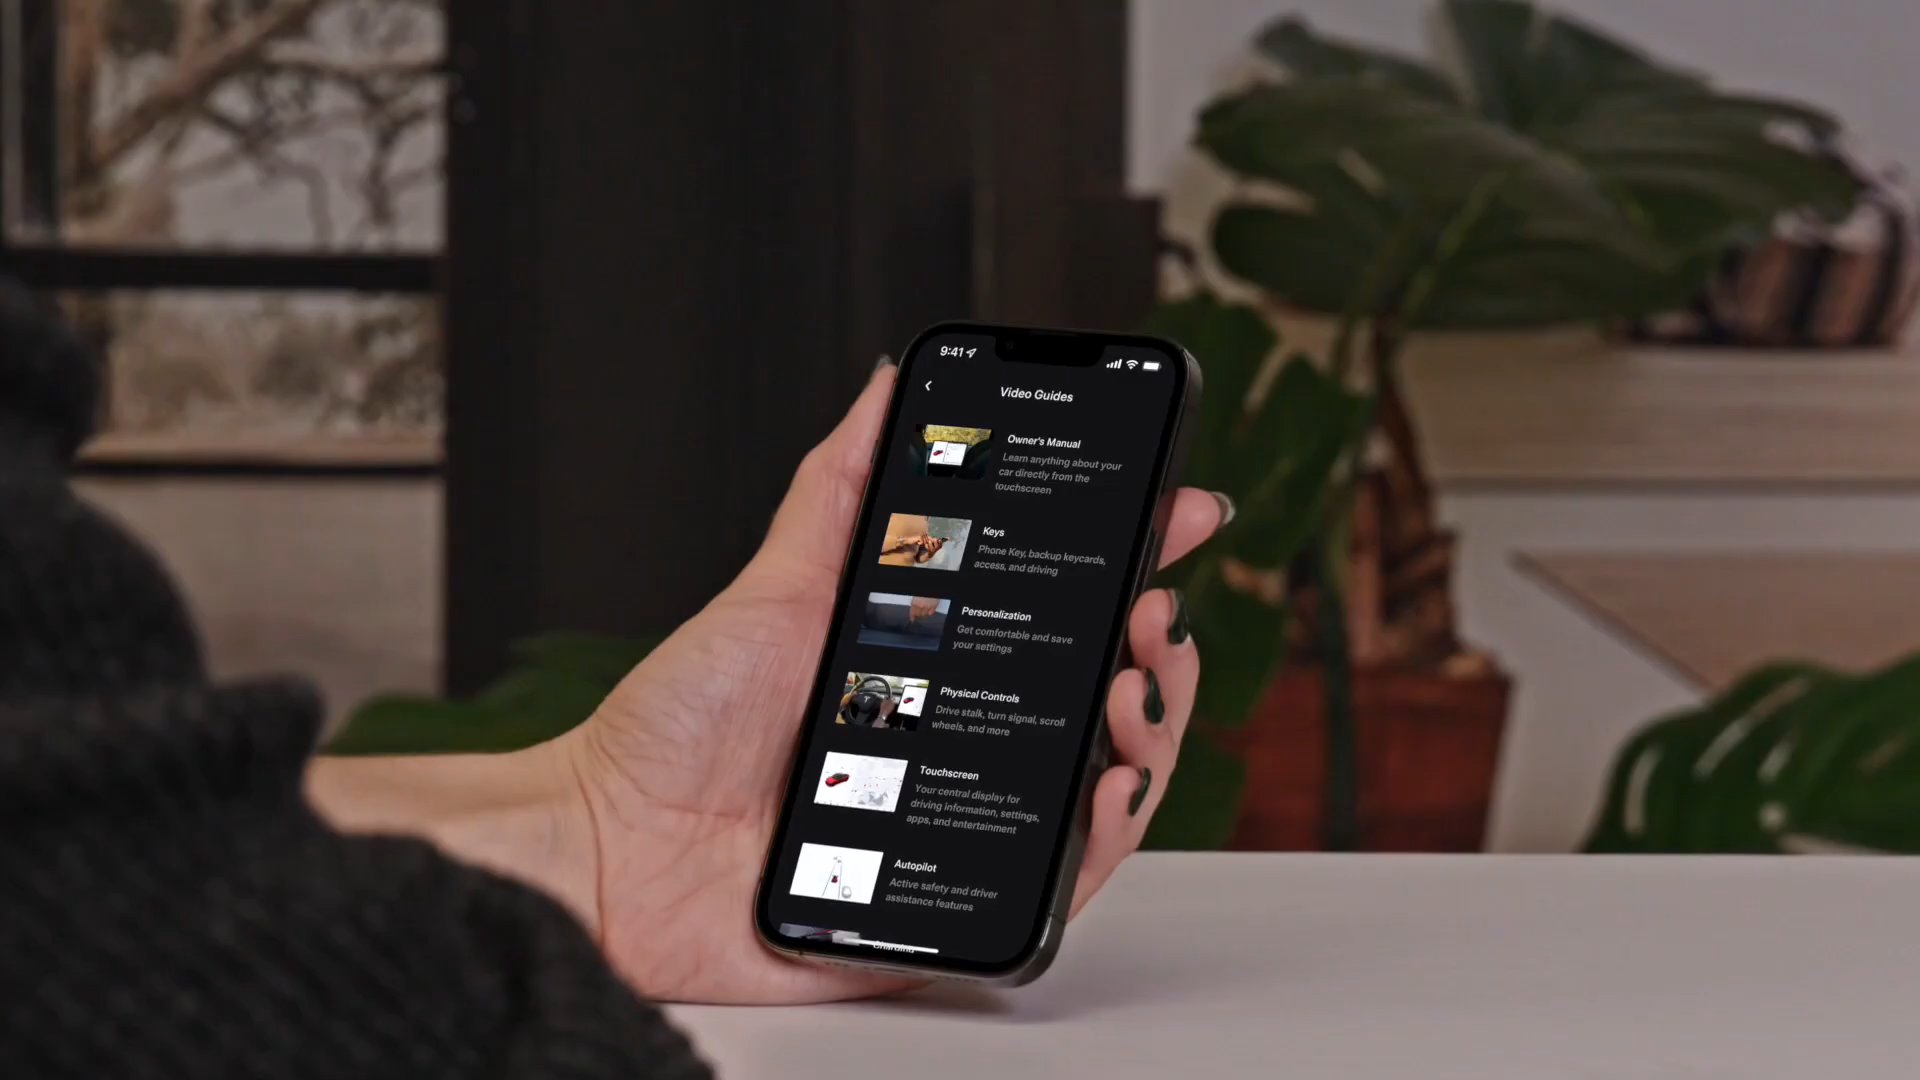 9:41
Video Guides
Owner's Manual
Learn anything about your
car directly from the
touchscreen
Keys
Phone Key, backup keycards,
access, and driving
Personalization
Get comfortable and save
your settings
Physical Controls
Drive stalk, turn signal, scroll
wheels, and more
Touchscreen
Your central display for
driving information, settings,
apps, and entertainment
Autopilot
Active safety and driver
assistance features
Charging